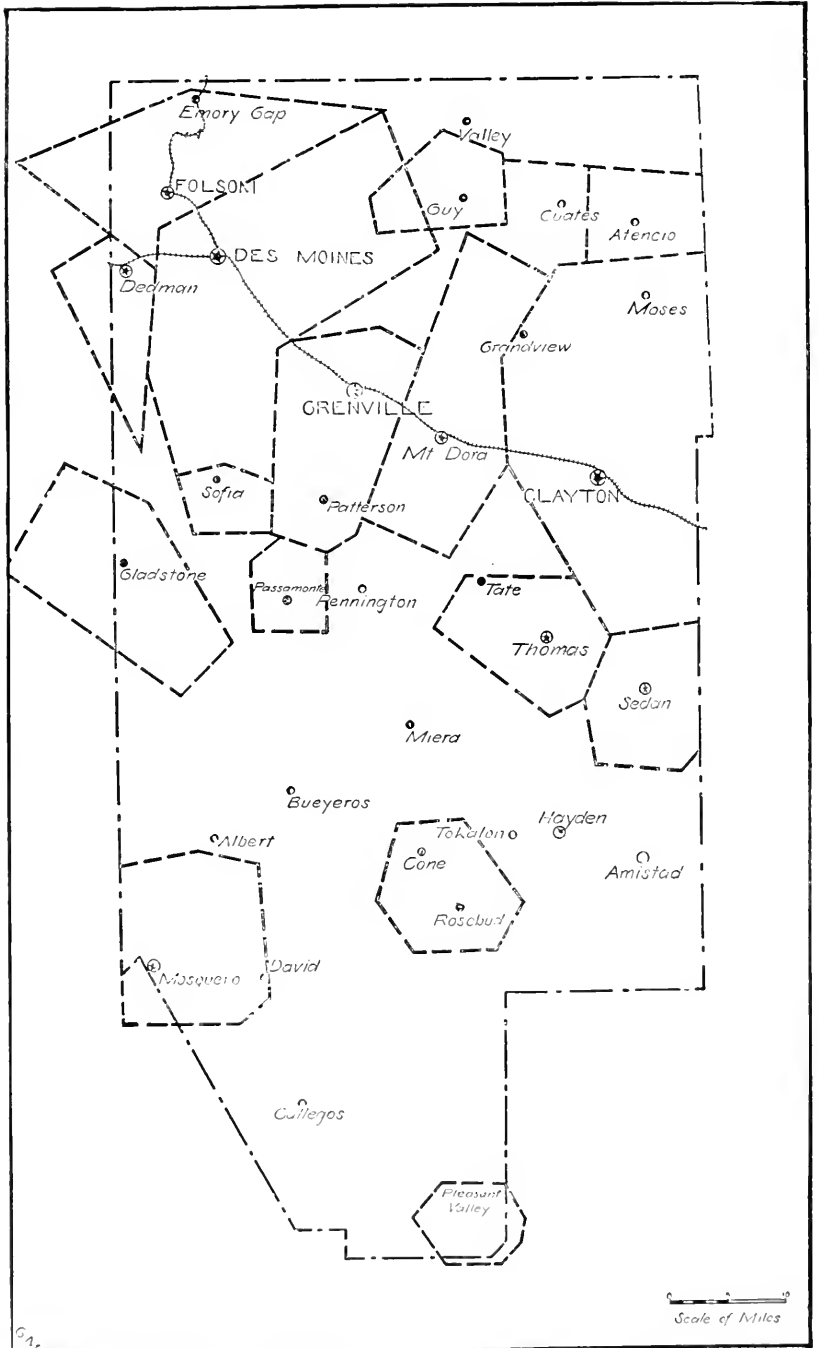 Emory Gap
Valley
FOLSOM
Guy
Cuates
Atencio
DES MOINES
Dedman
Moses
Grandview
GRENVILLE
Mt Dora
CLAYTON
Sofia
Patterson
Gladstone
Passamonte
Pennington
Tate
Thomas
Sedan
Miera
Bueyeros
Albert
Tokalon
Hayden
Cone
Amistad
Rosebud
Mosquero
David
Gallegos
Pleasant
Valley
0 10
Scale of Miles